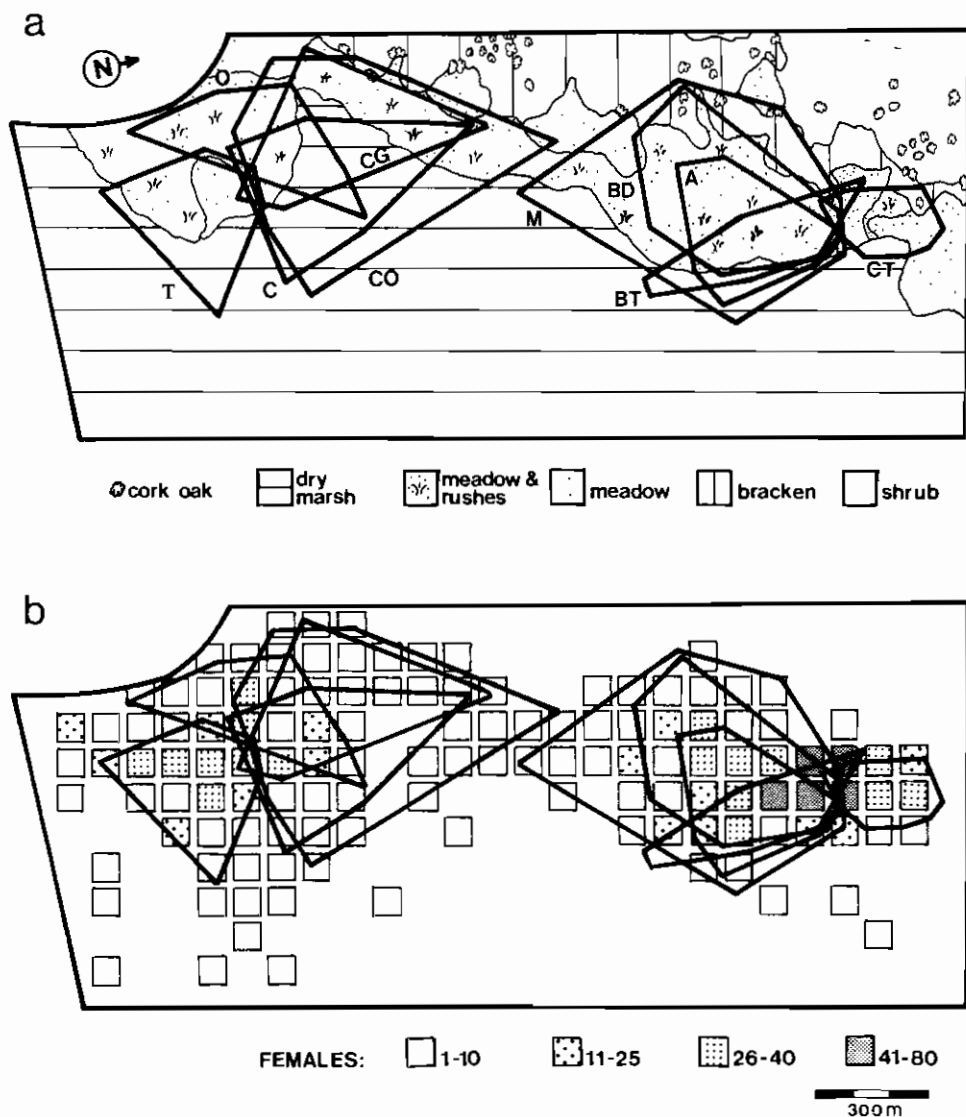 a
N
O
CG
BD
A
M
T
C
CO
BT
CT
cork oak
dry marsh
meadow & rushes
meadow
bracken
shrub
b
FEMALES: 1-10 11-25 26-40 41-80
300m